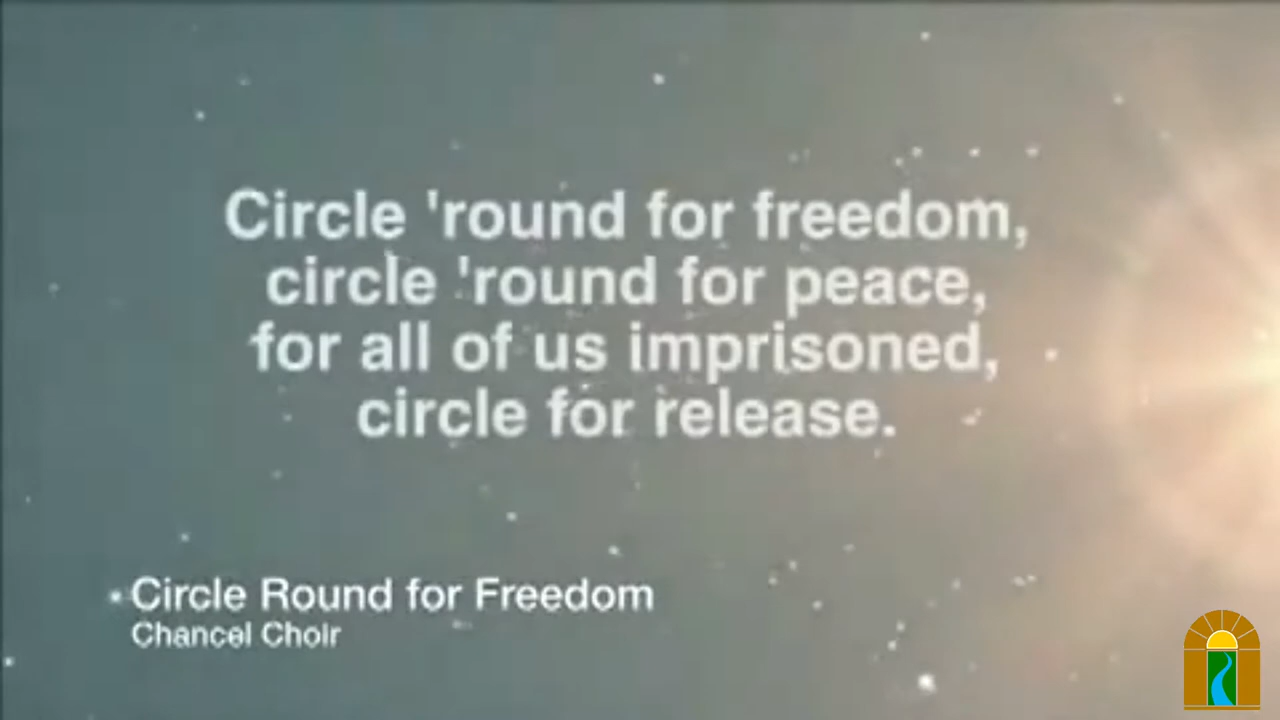 Circle 'round for freedom,
circle 'round for peace,
for all of us imprisoned,
circle for release.
Circle Round for Freedom
Chancel Choir